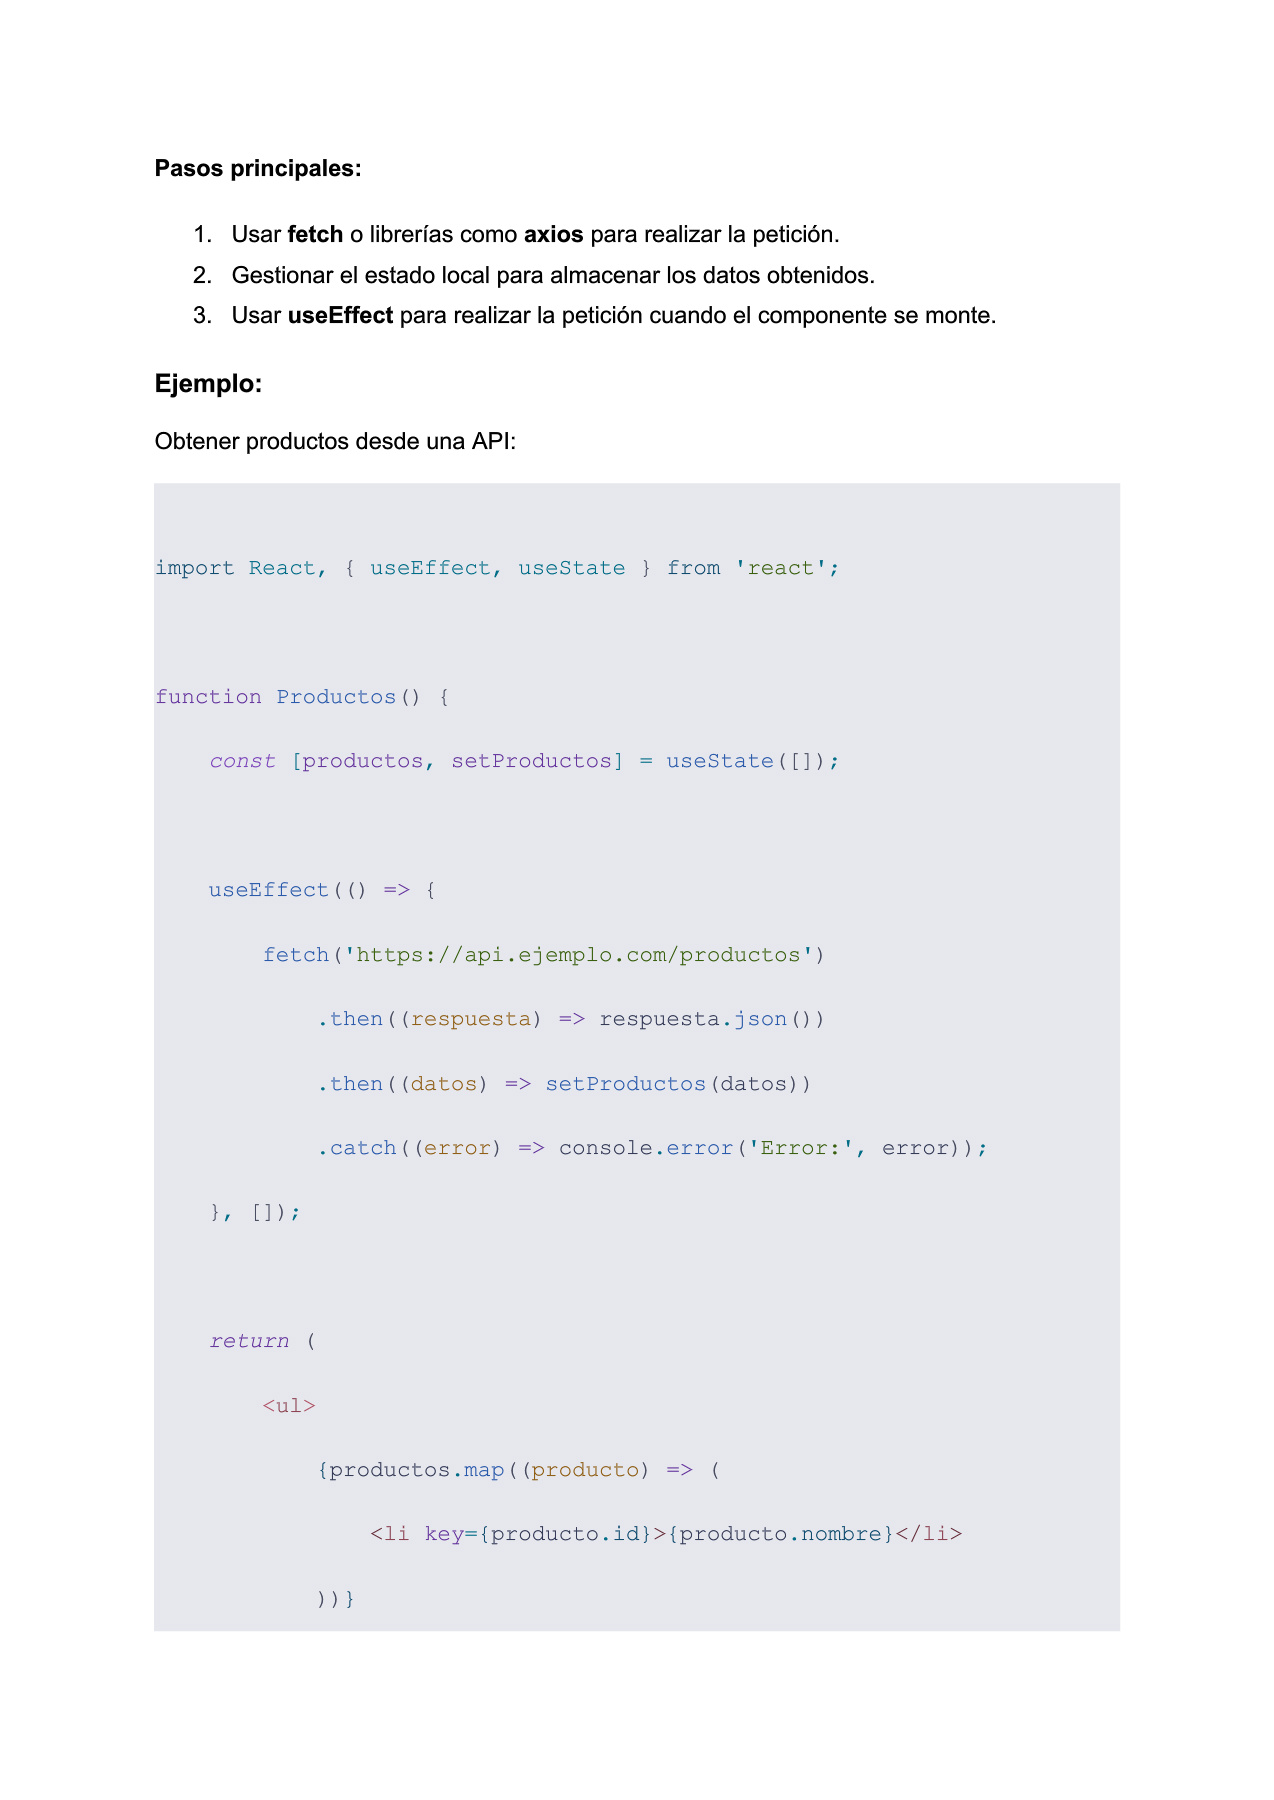 Pasos principales:
1. Usar fetch o librerías como axios para realizar la petición.
2. Gestionar el estado local para almacenar los datos obtenidos.
3. Usar useEffect para realizar la petición cuando el componente se monte.
Ejemplo:
Obtener productos desde una API:
import React, { useEffect, useState } from 'react';
function Productos() {
    const [productos, setProductos] = useState([]);
    useEffect(() => {
        fetch('https://api.ejemplo.com/productos')
            .then((respuesta) => respuesta.json())
            .then((datos) => setProductos(datos))
            .catch((error) => console.error('Error:', error));
    }, []);
    return (
        <ul>
            {productos.map((producto) => (
                <li key={producto.id}>{producto.nombre}</li>
            ))}